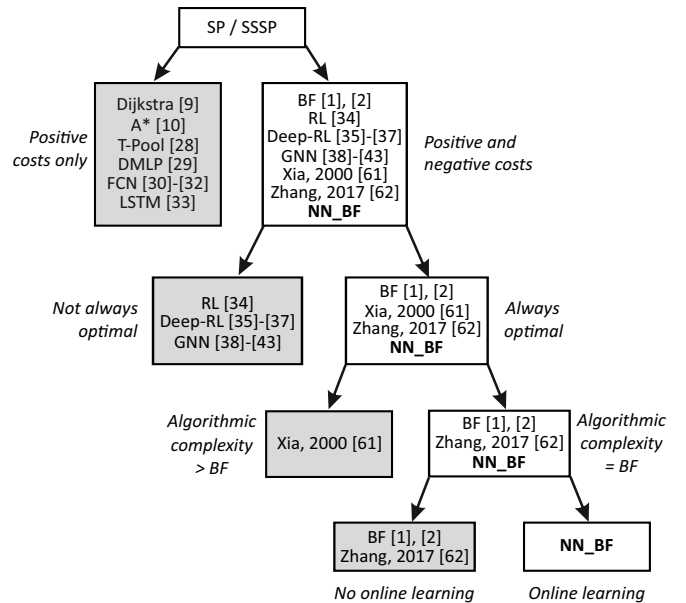 SP / SSSP
Positive
costs only
Dijkstra [9]
A* [10]
T-Pool [28]
DMLP [29]
FCN [30]-[32]
LSTM [33]
BF [1], [2]
RL [34]
Deep-RL [35]-[37]
GNN [38]-[43]
Xia, 2000 [61]
Zhang, 2017 [62]
NN_BF
Positive and
negative costs
Not always
optimal
RL [34]
Deep-RL [35]-[37]
GNN [38]-[43]
BF [1], [2]
Xia, 2000 [61]
Zhang, 2017 [62]
NN_BF
Always
optimal
Algorithmic
complexity
> BF
Xia, 2000 [61]
BF [1], [2]
Zhang, 2017 [62]
NN_BF
Algorithmic
complexity
= BF
BF [1], [2]
Zhang, 2017 [62]
NN_BF
No online learning
Online learning